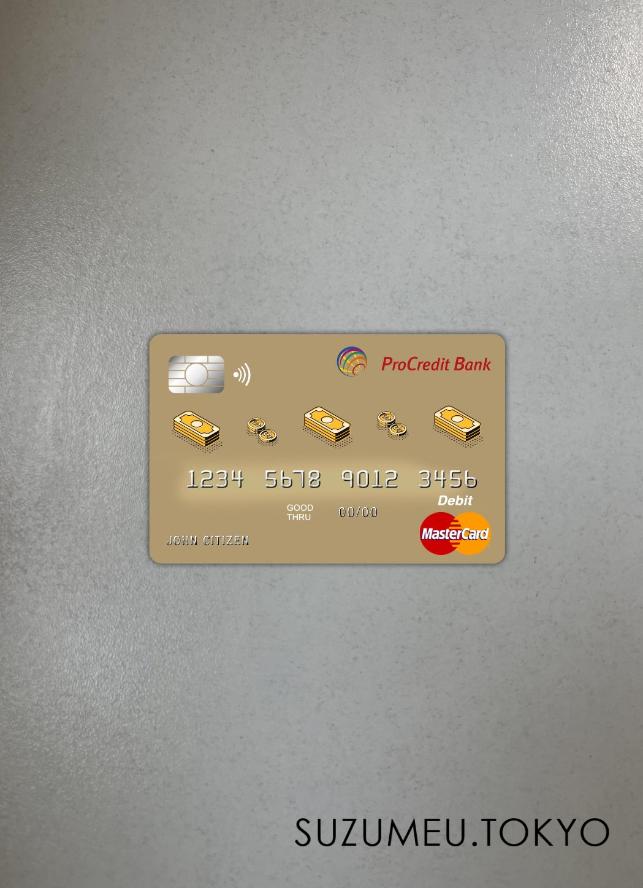 ProCredit Bank
1234 5678 9012 3456
Debit
GOOD
THRU
00/00
JOHN CITIZEN
MasterCard
SUZUMEU.TOKYO